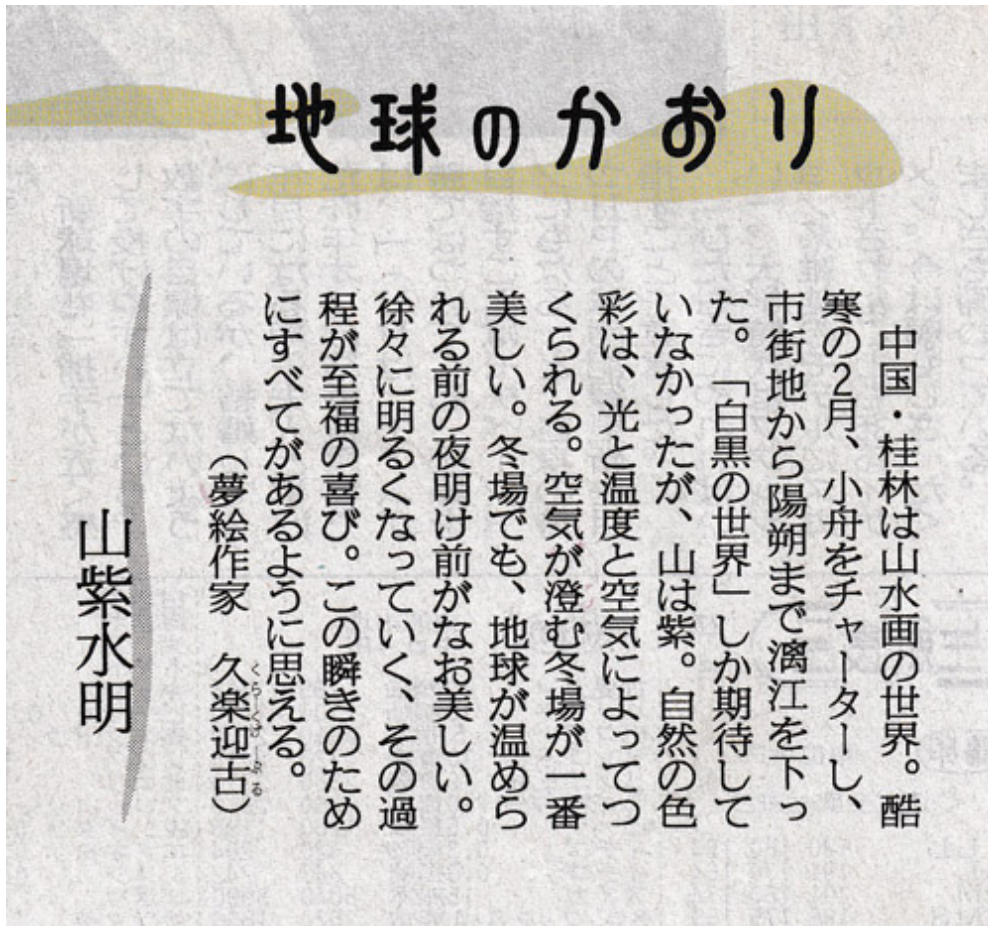 地球のかおり
中国・桂林は山水画の世界。酷
寒の2月、小舟をチャーターし、
市街地から陽朔まで漓江を下っ
た。「白黒の世界」しか期待して
いなかったが、山は紫。自然の色
彩は、光と温度と空気によってつ
くられる。空気が澄む冬場が一番
美しい。冬場でも、地球が温めら
れる前の夜明け前がなお美しい。
徐々に明るくなっていく、その過
程が至福の喜び。この瞬きのため
にすべてがあるように思える。
（夢絵作家　久楽迎古）
山紫水明